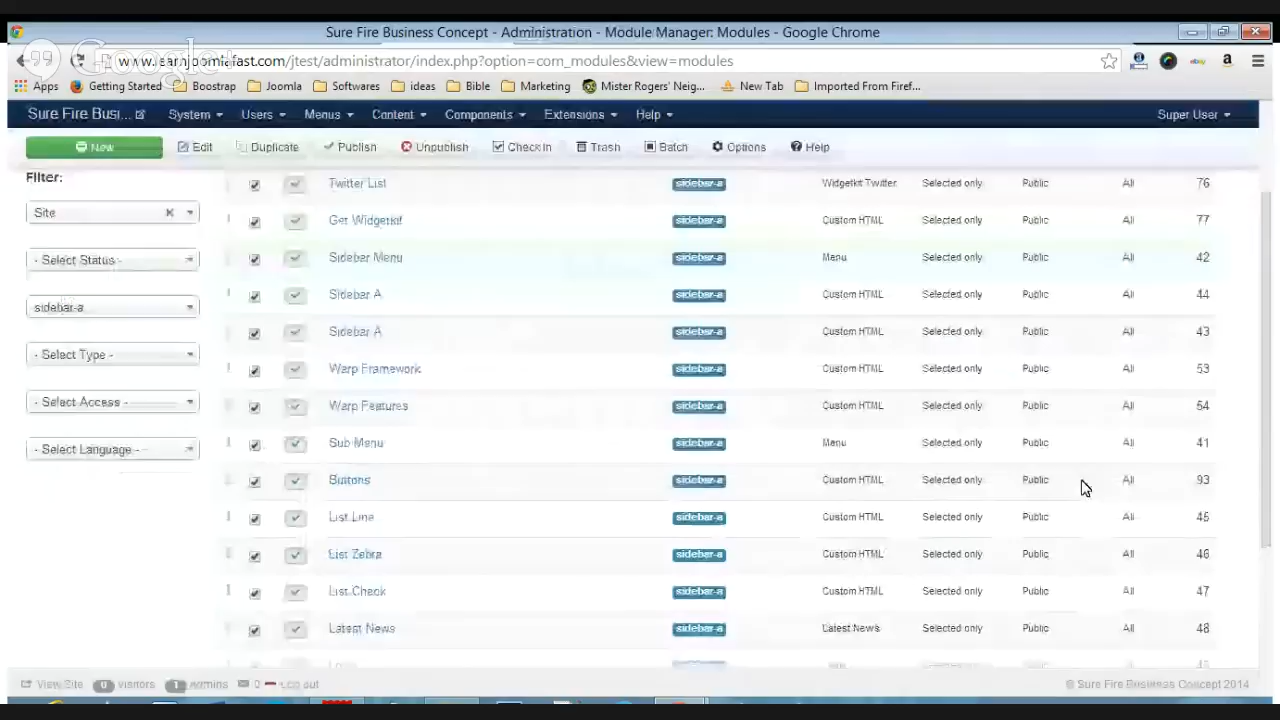 Sure Fire Business Concept - Administration - Module Manager: Modules - Google Chrome
Google+
www.learnjoomlafast.com/jtest/administrator/index.php?option=com_modules&view=modules
Apps Getting Started Boostrap Joomla Softwares ideas Bible Marketing Mister Rogers' Neig... New Tab Imported From Firef...
Sure Fire Busi... System Users Menus Content Components Extensions Help Super User
New Edit Duplicate Publish Unpublish Check In Trash Batch Options Help
Filter:
Site
- Select Status -
sidebar-a
- Select Type -
- Select Access -
- Select Language -
Twitter List sidebar-a Widgetkit Twitter Selected only Public All 76
Get Widgetkit sidebar-a Custom HTML Selected only Public All 77
Sidebar Menu sidebar-a Menu Selected only Public All 42
Sidebar A sidebar-a Custom HTML Selected only Public All 44
Sidebar A sidebar-a Custom HTML Selected only Public All 43
Warp Framework sidebar-a Custom HTML Selected only Public All 53
Warp Features sidebar-a Custom HTML Selected only Public All 54
Sub Menu sidebar-a Menu Selected only Public All 41
Buttons sidebar-a Custom HTML Selected only Public All 93
List Line sidebar-a Custom HTML Selected only Public All 45
List Zebra sidebar-a Custom HTML Selected only Public All 46
List Check sidebar-a Custom HTML Selected only Public All 47
Latest News sidebar-a Latest News Selected only Public All 48
View Site 0 visitors 1 Admins 0 Log out © Sure Fire Business Concept 2014